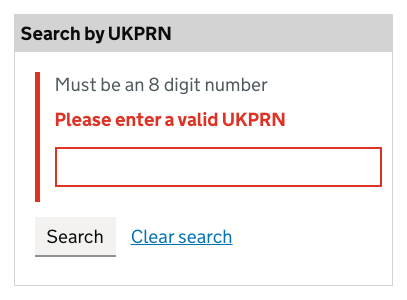 Search by UKPRN
Must be an 8 digit number
Please enter a valid UKPRN
Search Clear search